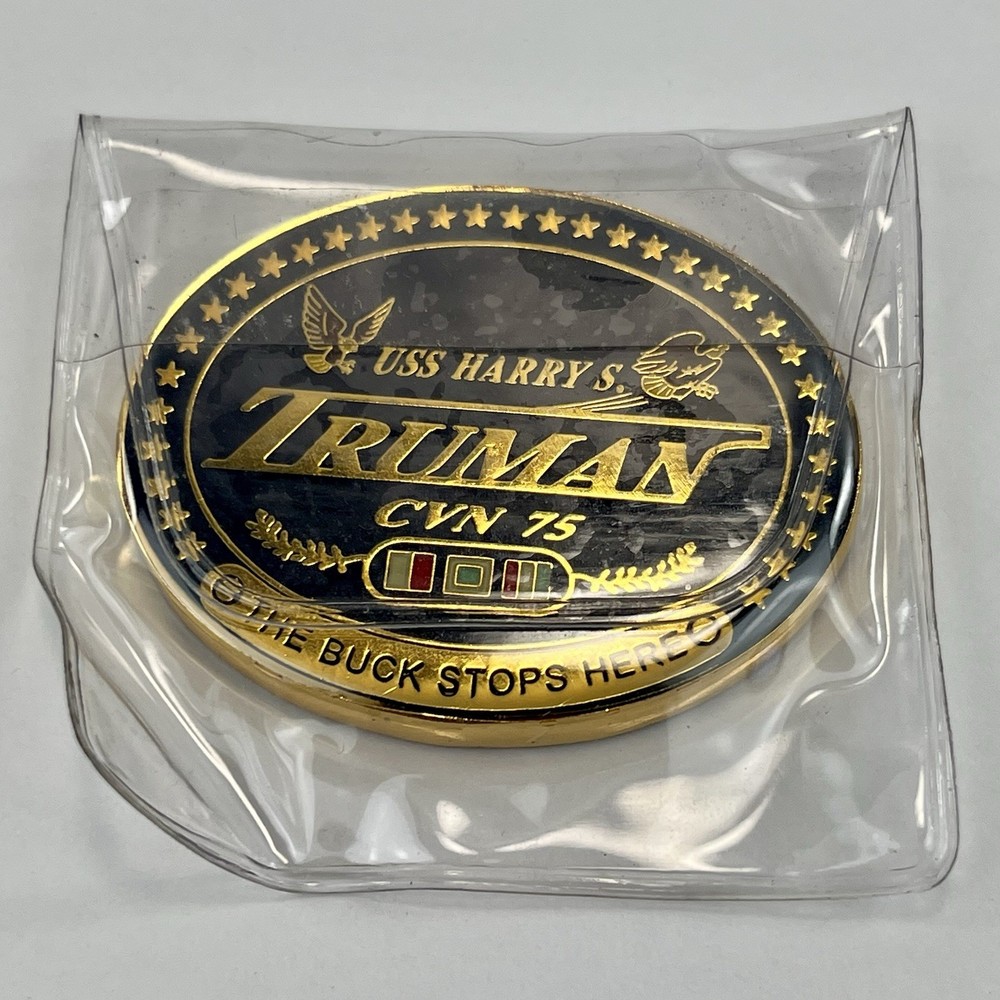 USS HARRY S.
TRUMAN
CVN 75
THE BUCK STOPS HERE